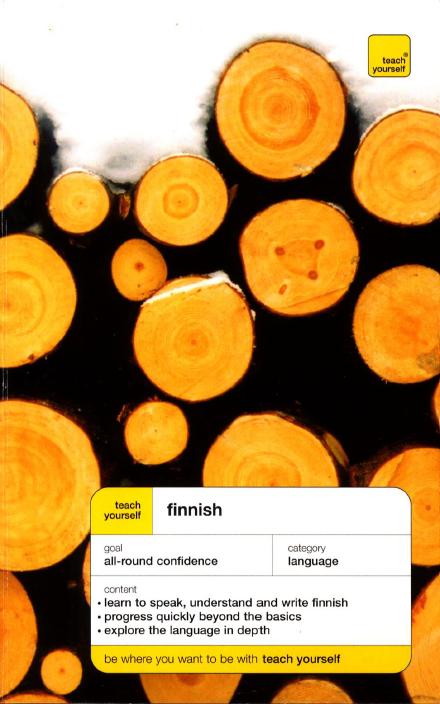 teach
yourself
teach
yourself
finnish
goal
all-round confidence
category
language
content
• learn to speak, understand and write finnish
• progress quickly beyond the basics
• explore the language in depth
be where you want to be with teach yourself